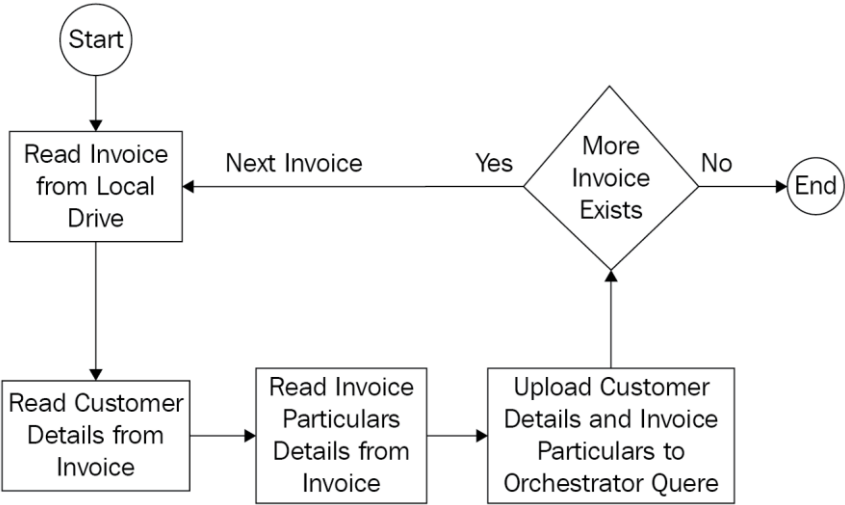 Start
Read Invoice
from Local
Drive
Next Invoice
Yes
More
Invoice
Exists
No
End
Read Customer
Details from
Invoice
Read Invoice
Particulars
Details from
Invoice
Upload Customer
Details and Invoice
Particulars to
Orchestrator Quere